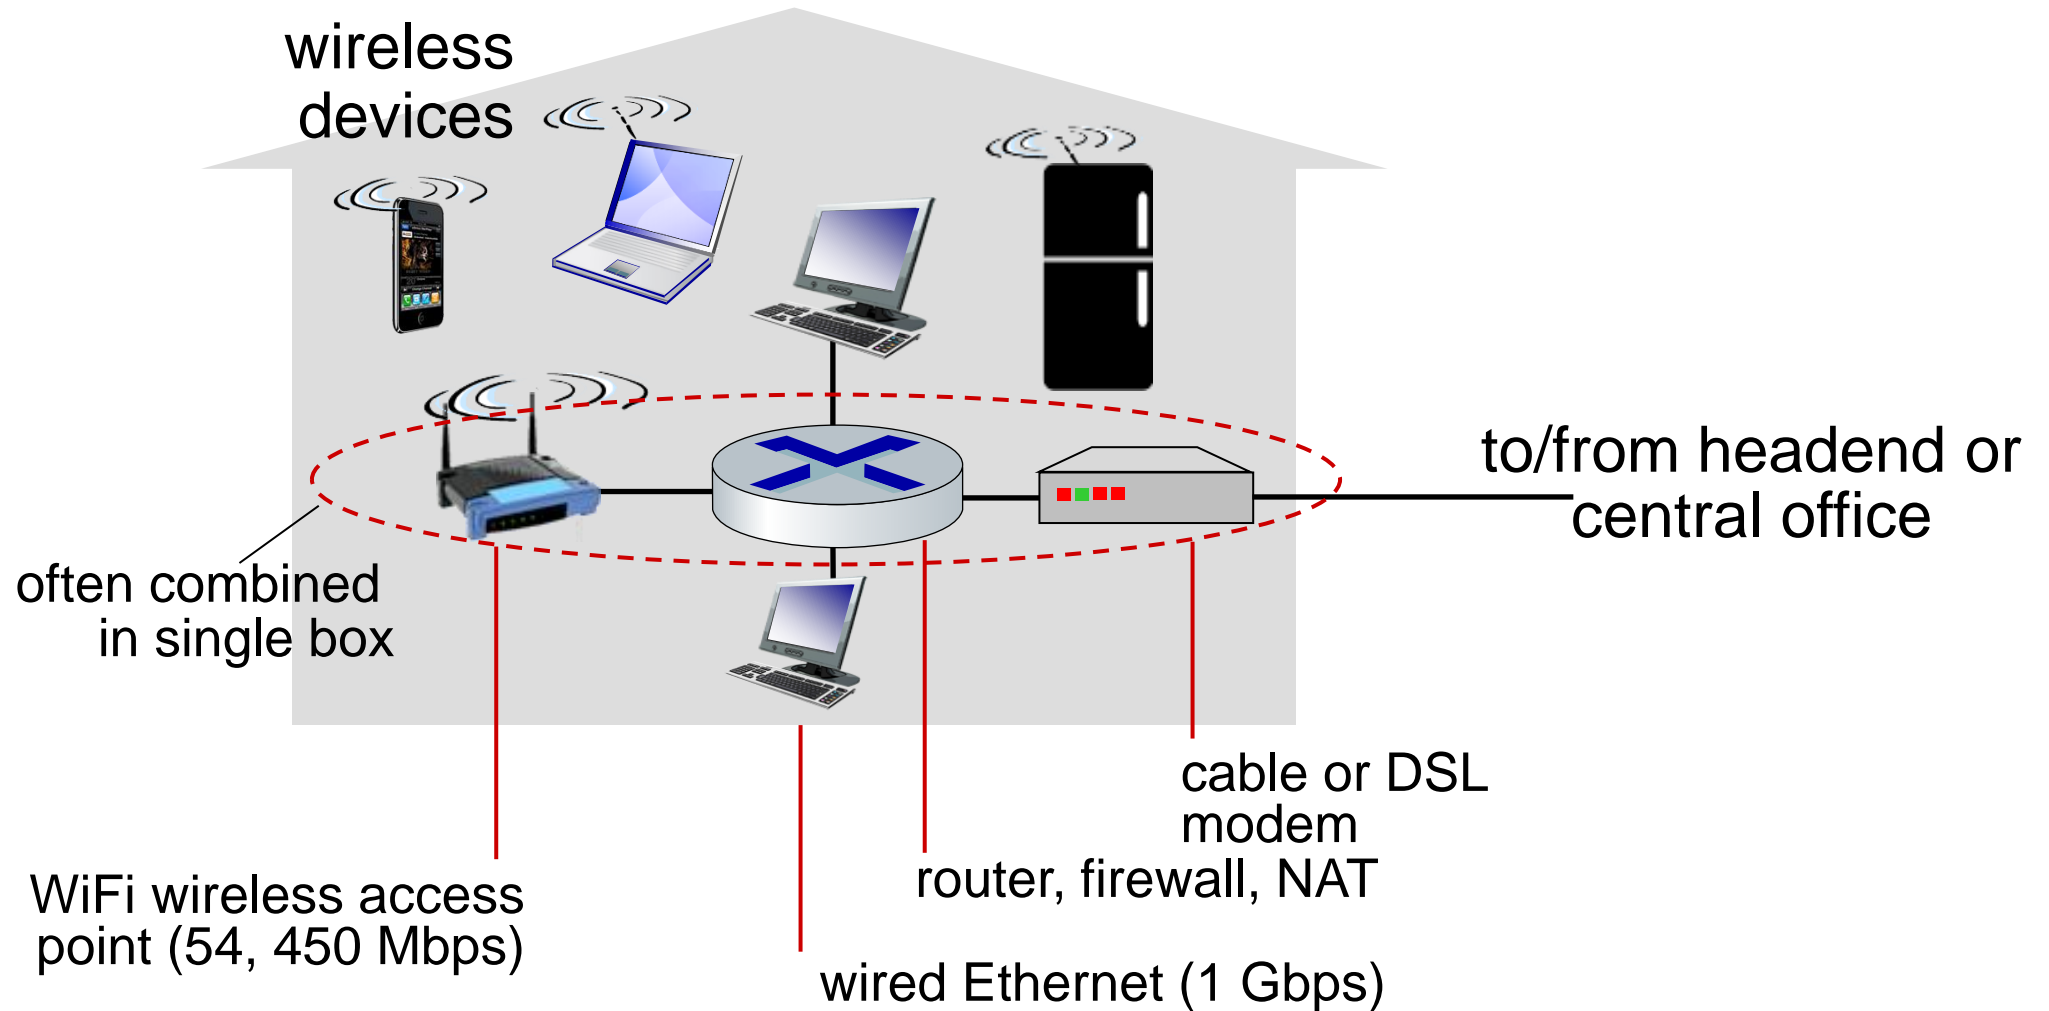 wireless
devices
to/from headend or
central office
often combined
in single box
cable or DSL
modem
router, firewall, NAT
WiFi wireless access
point (54, 450 Mbps)
wired Ethernet (1 Gbps)